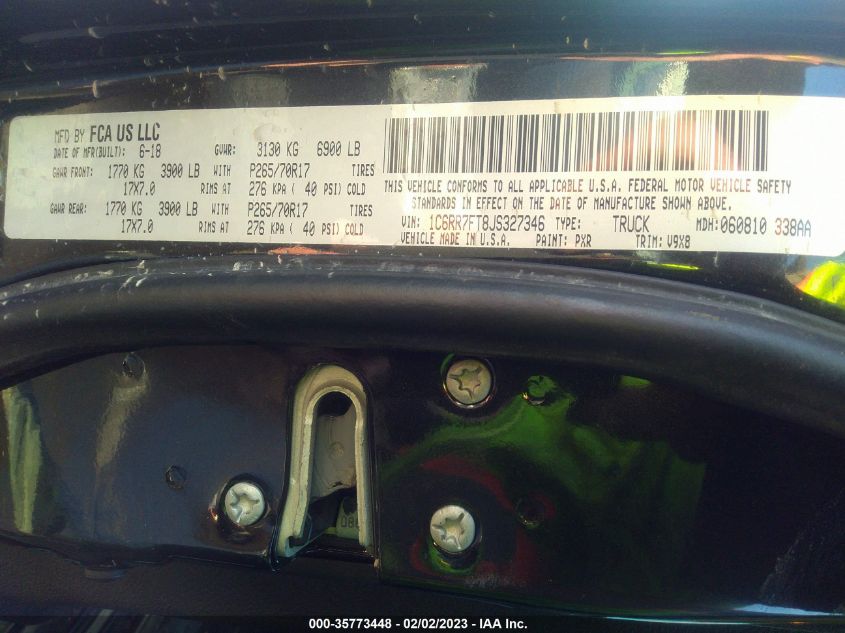 MFD BY FCA US LLC
DATE OF MFR(BUILT): 6-18 GVWR: 3130 KG 6900 LB
GAWR FRONT: 1770 KG 3900 LB WITH P265/70R17 TIRES
17X7.0 RIMS AT 276 KPA ( 40 PSI) COLD
GAWR REAR: 1770 KG 3900 LB WITH P265/70R17 TIRES
17X7.0 RIMS AT 276 KPA ( 40 PSI) COLD
THIS VEHICLE CONFORMS TO ALL APPLICABLE U.S.A. FEDERAL MOTOR VEHICLE SAFETY
STANDARDS IN EFFECT ON THE DATE OF MANUFACTURE SHOWN ABOVE.
VIN: 1C6RR7FT8JS327346 TYPE: TRUCK MDH:060810 338AA
VEHICLE MADE IN U.S.A. PAINT: PXR TRIM: V9X8
000-35773448 - 02/02/2023 - IAA Inc.